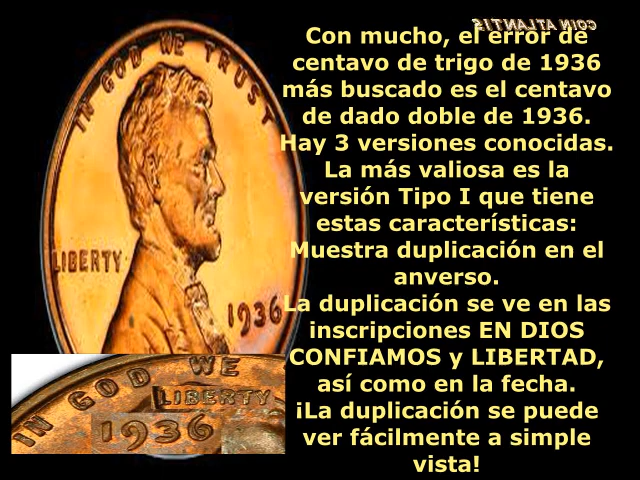 COIN ATLANTIS
Con mucho, el error de
centavo de trigo de 1936
más buscado es el centavo
de dado doble de 1936.
Hay 3 versiones conocidas.
La más valiosa es la
versión Tipo I que tiene
estas características:
Muestra duplicación en el
anverso.
La duplicación se ve en las
inscripciones EN DIOS
CONFIAMOS y LIBERTAD,
así como en la fecha.
¡La duplicación se puede
ver fácilmente a simple
vista!
IN GOD WE TRUST
LIBERTY
1936
IN GOD WE
LIBERTY
1936